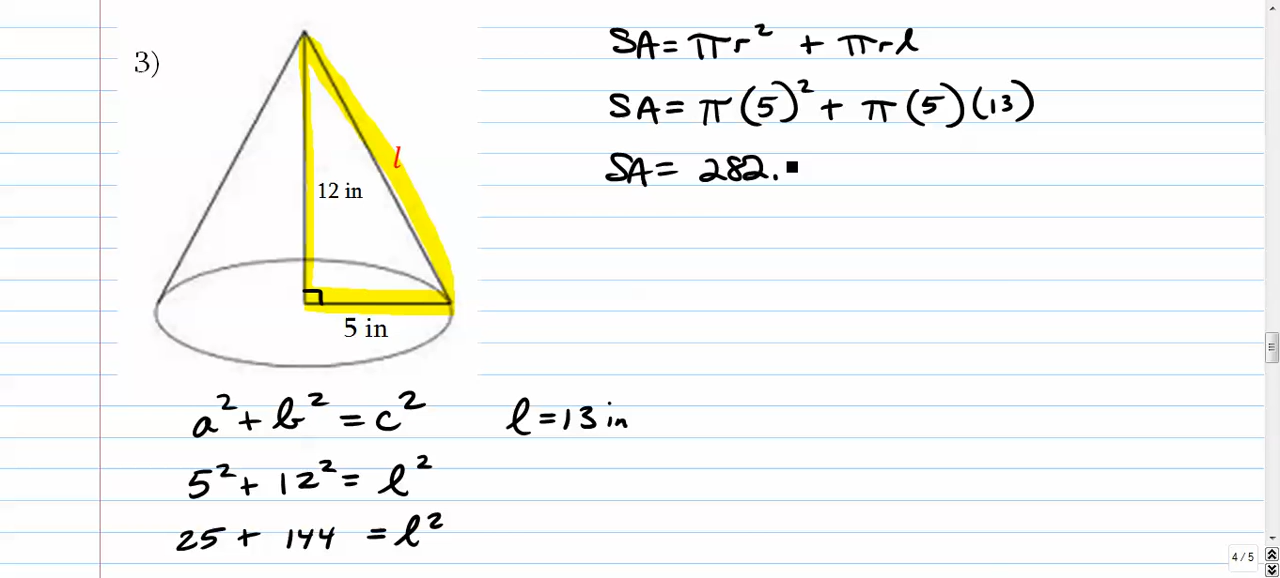 3)
12 in
l
5 in
SA = πr² + πrl
SA = π(5)² + π(5)(13)
SA = 282.
a² + b² = c²
5² + 12² = l²
25 + 144 = l²
l = 13 in
4 / 5